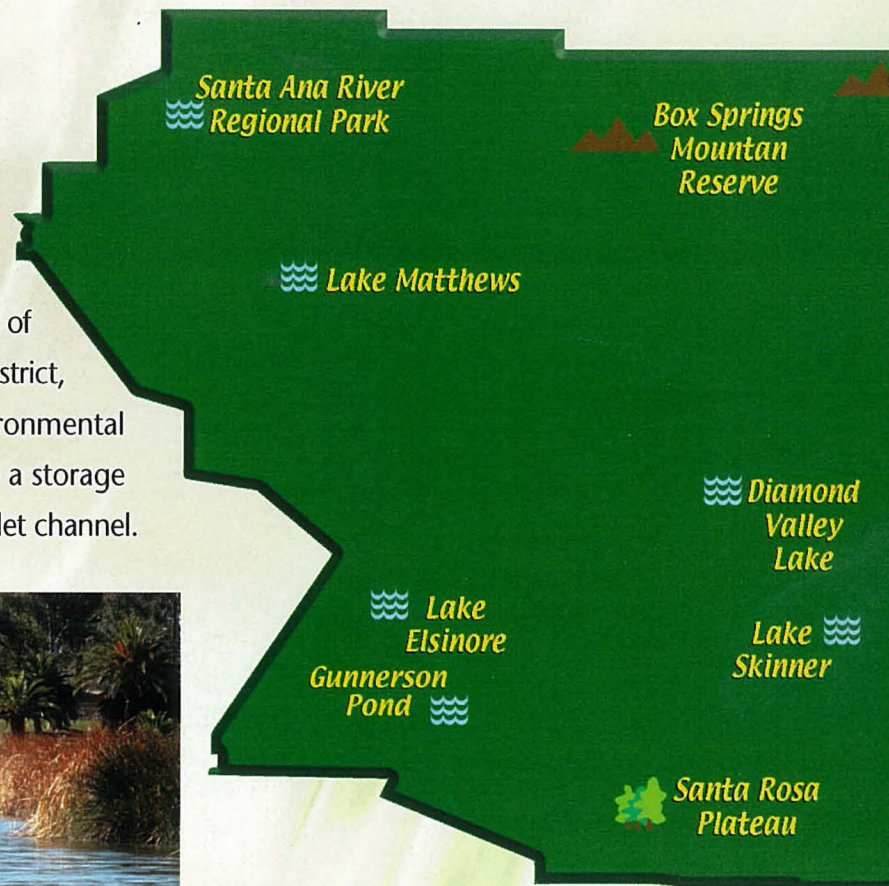 Santa Ana River
Regional Park
Box Springs
Mountan
Reserve
Lake Matthews
of
strict,
ronmental
a storage
let channel.
Diamond
Valley
Lake
Lake
Elsinore
Lake
Skinner
Gunnerson
Pond
Santa Rosa
Plateau